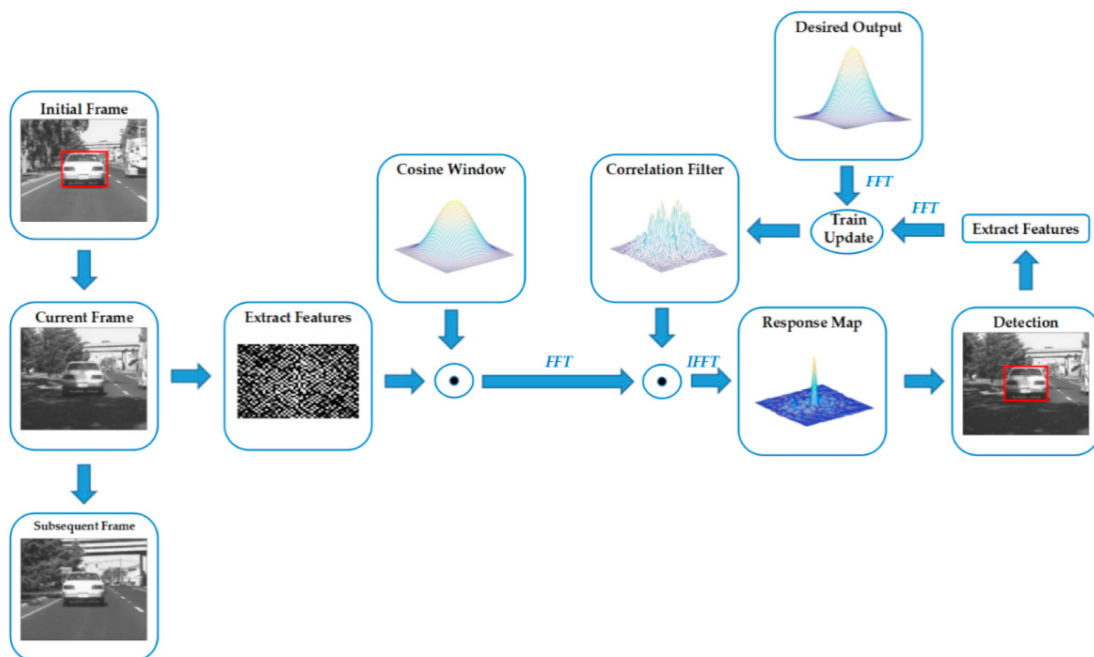 Desired Output
Initial Frame
Cosine Window
Correlation Filter
FFT
FFT
Train
Update
Extract Features
Current Frame
Extract Features
Response Map
Detection
FFT
IFFT
Subsequent Frame